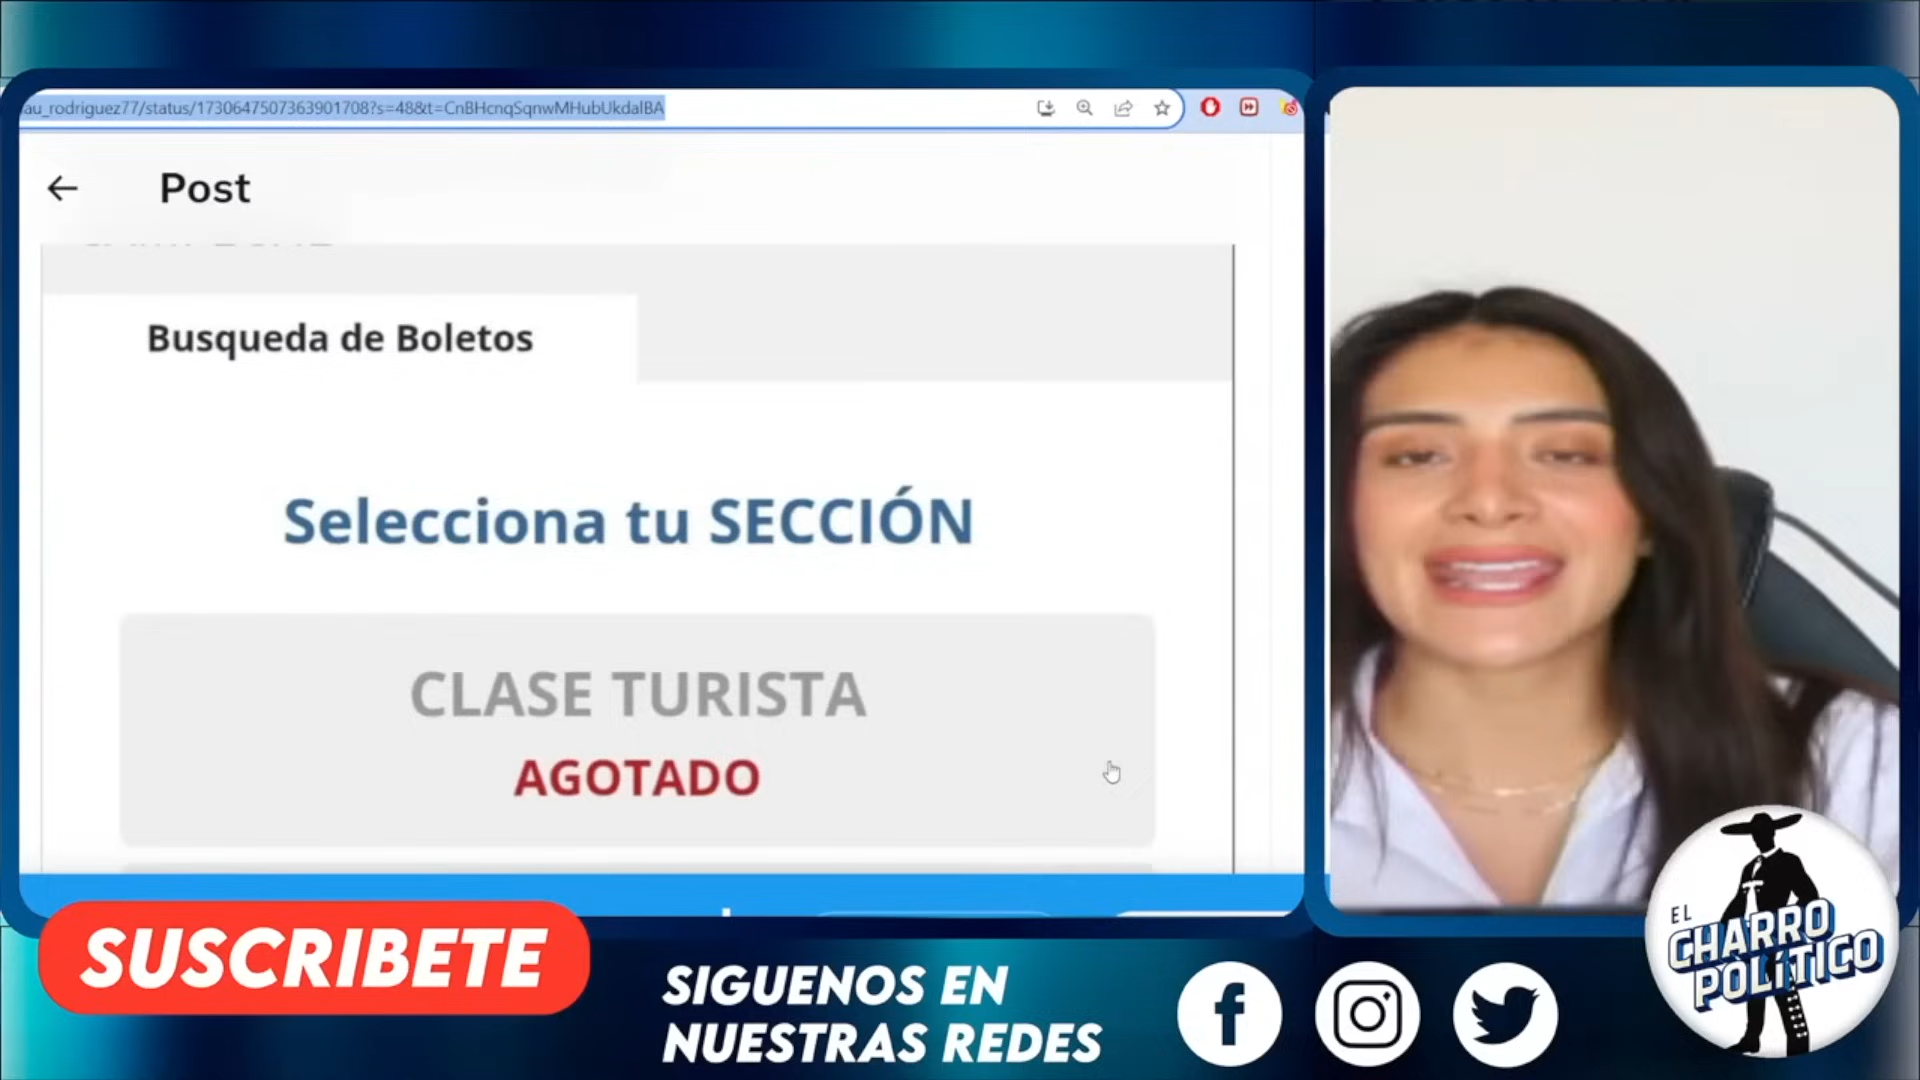 au_rodriguez77/status/1730647507363901708?s=48&t=CnBHcnqSqnwMHubUkdalBA
Post
Busqueda de Boletos
Selecciona tu SECCIÓN
CLASE TURISTA
AGOTADO
SUSCRIBETE
SIGUENOS EN
NUESTRAS REDES
EL
CHARRO
POLÍTICO